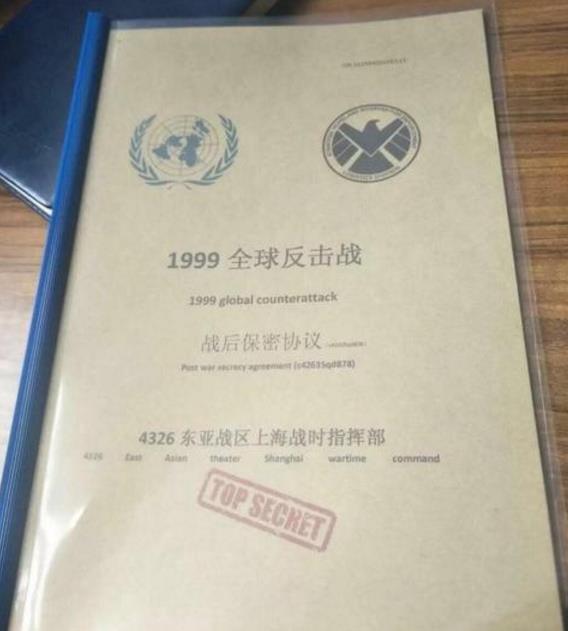 1999 全球反击战
1999 global counterattack
战后保密协议
Post war secrecy agreement (c42635qd878)
4326 东亚战区上海战时指挥部
4326 East Asian theater Shanghai wartime command
TOP SECRET